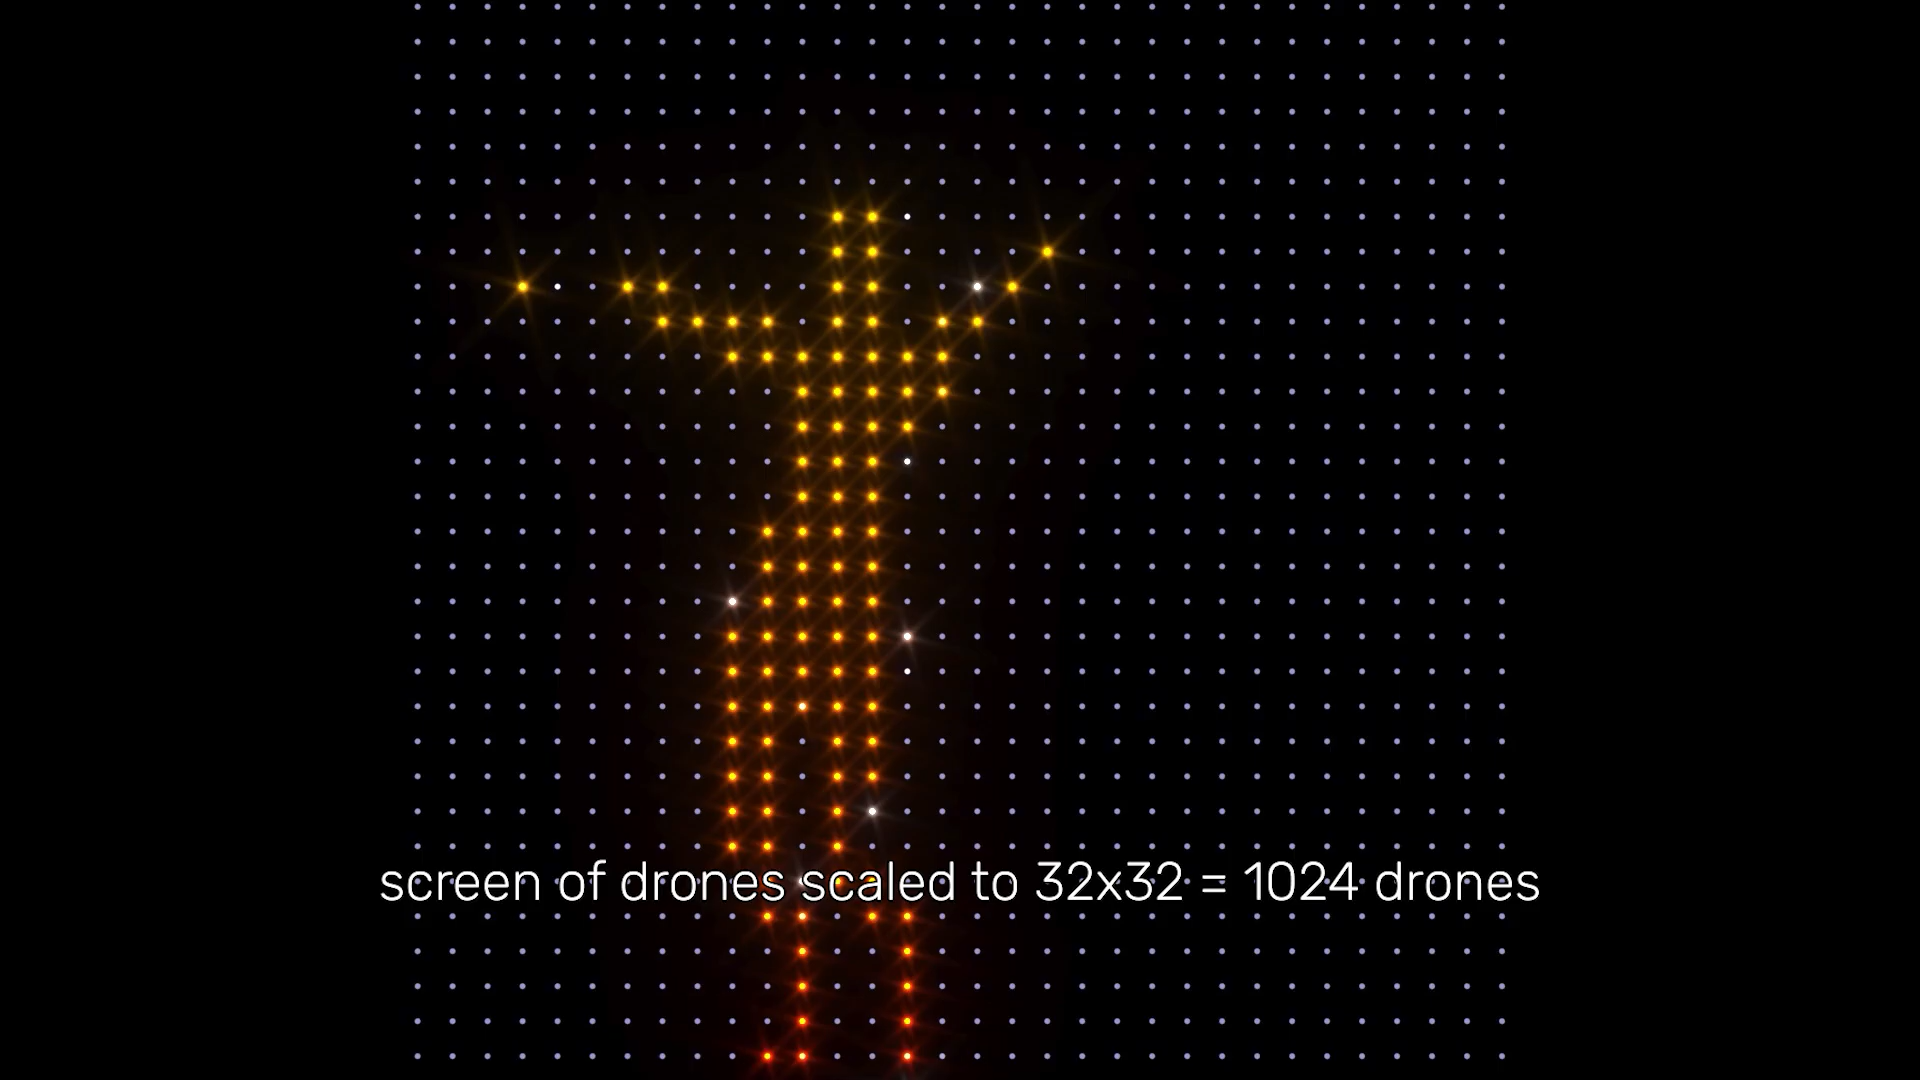 screen of drones scaled to 32x32 = 1024 drones